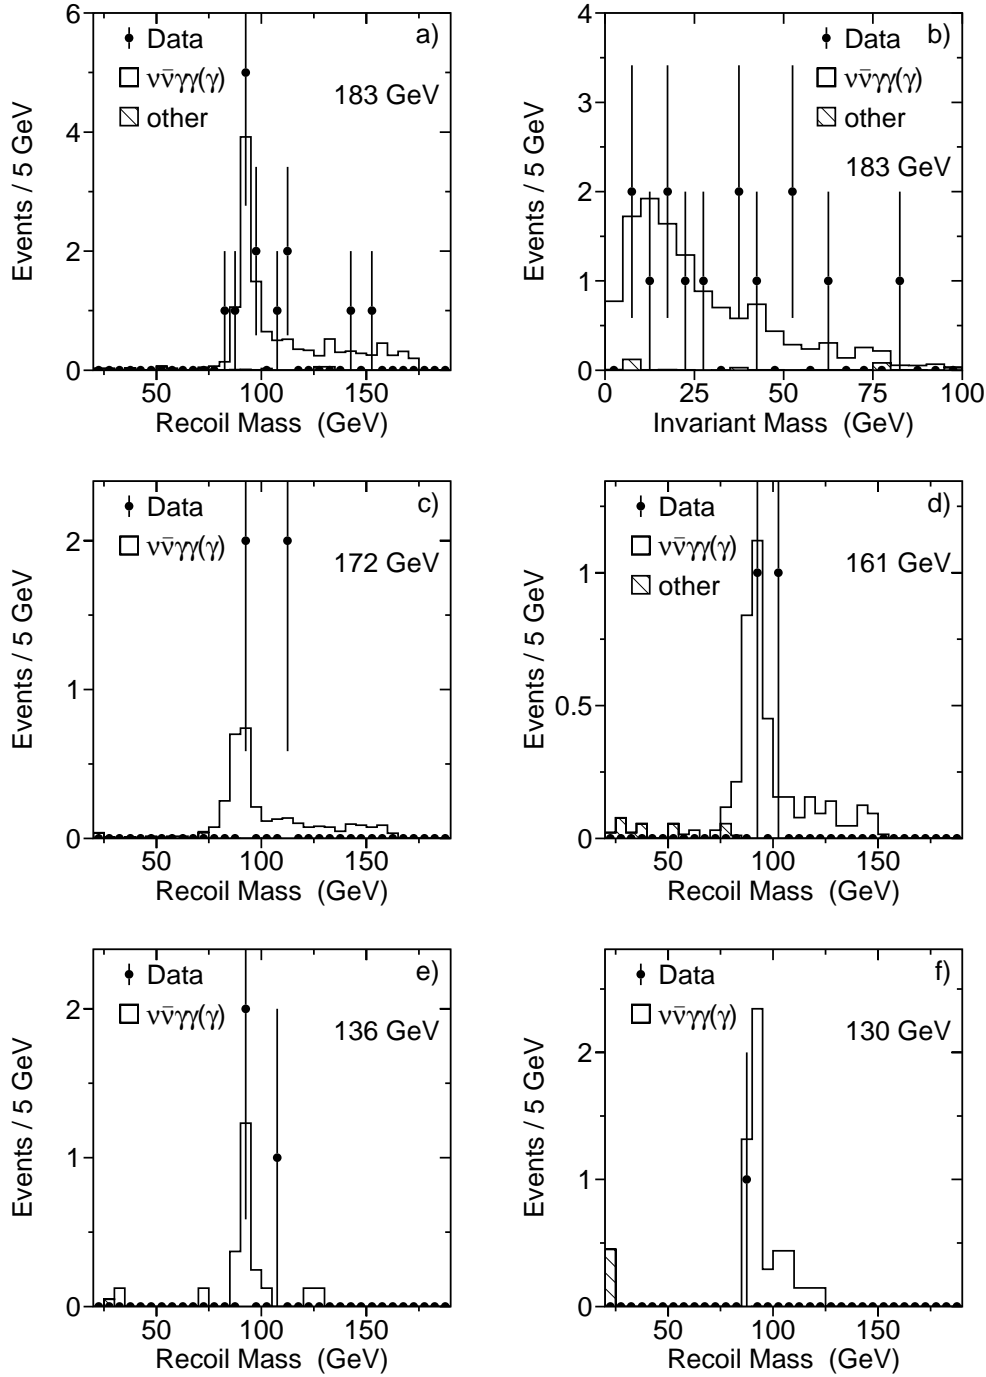 6
4
2
0
Events / 5 GeV
Data
νν̄γγ(γ)
other
a)
183 GeV
50
100
150
Recoil Mass (GeV)
4
3
2
1
0
Events / 5 GeV
Data
νν̄γγ(γ)
other
b)
183 GeV
0
25
50
75
100
Invariant Mass (GeV)
2
1
0
Events / 5 GeV
Data
νν̄γγ(γ)
c)
172 GeV
50
100
150
Recoil Mass (GeV)
1
0.5
0
Events / 5 GeV
Data
νν̄γγ(γ)
other
d)
161 GeV
50
100
150
Recoil Mass (GeV)
2
1
0
Events / 5 GeV
Data
νν̄γγ(γ)
e)
136 GeV
50
100
150
Recoil Mass (GeV)
2
1
0
Events / 5 GeV
Data
νν̄γγ(γ)
f)
130 GeV
50
100
150
Recoil Mass (GeV)